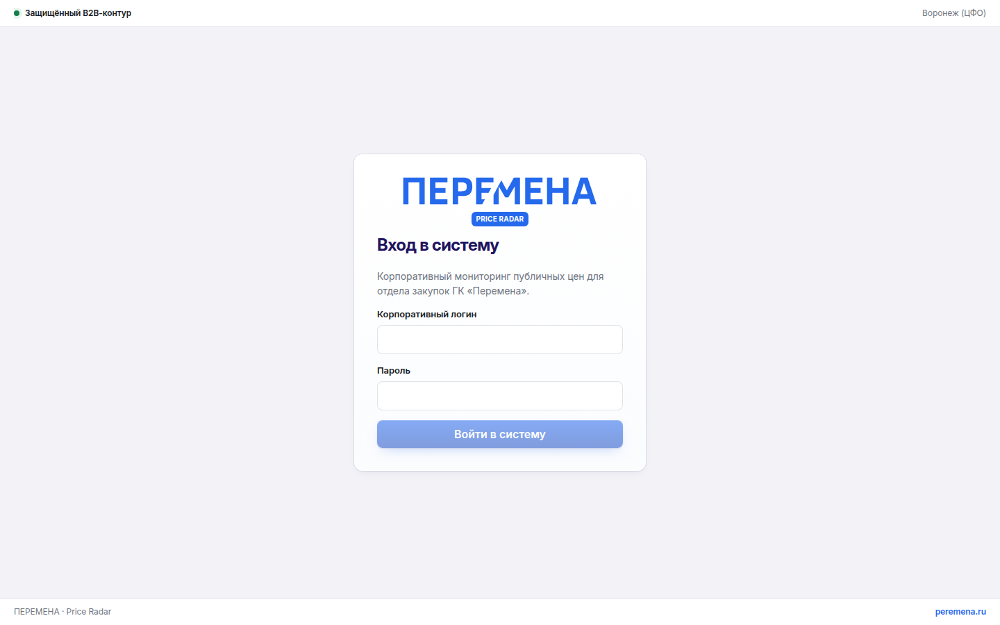 Защищённый B2B-контур
Воронеж (ЦФО)
ПЕРЕМЕНА
PRICE RADAR
Вход в систему
Корпоративный мониторинг публичных цен для
отдела закупок ГК «Перемена».
Корпоративный логин
Пароль
Войти в систему
ПЕРЕМЕНА · Price Radar
peremena.ru